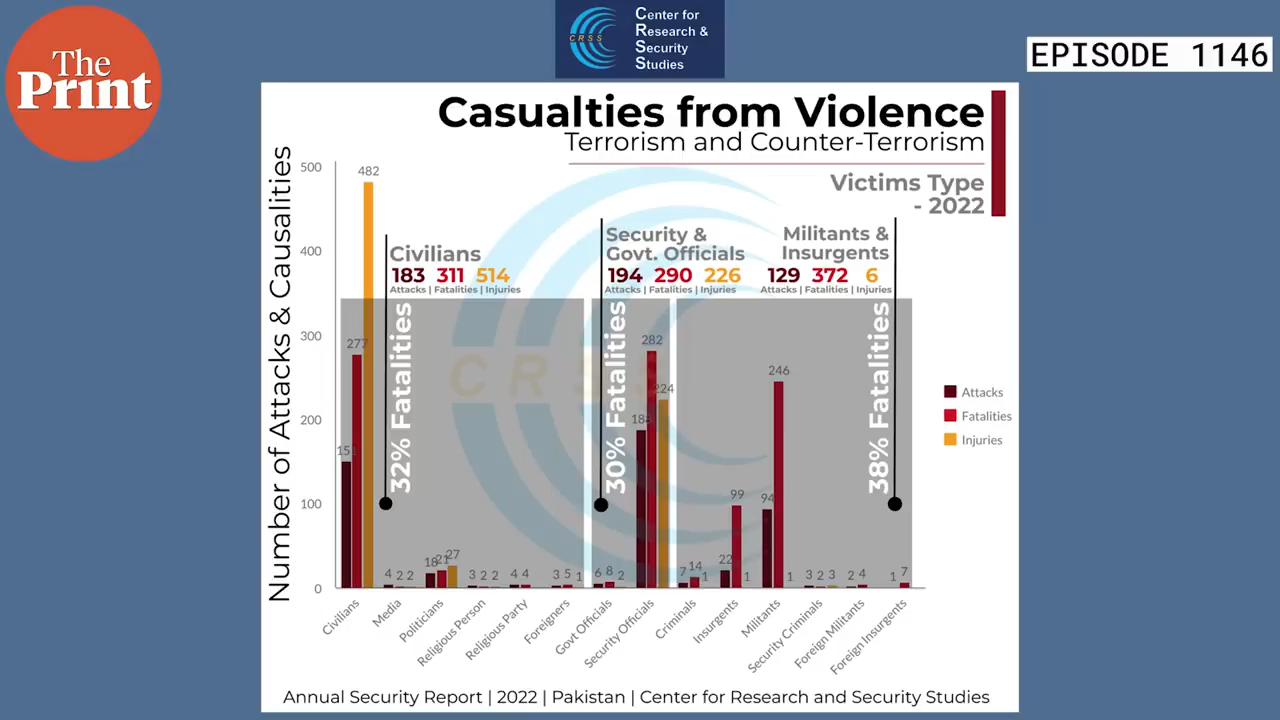 The
Print
CRSS
Center for
Research &
Security
Studies
EPISODE 1146
Casualties from Violence
Terrorism and Counter-Terrorism
Victims Type
- 2022
Number of Attacks & Causalities
500
400
300
200
100
0
Civilians
183 311 514
Attacks | Fatalities | Injuries
32% Fatalities
Security &
Govt. Officials
194 290 226
Attacks | Fatalities | Injuries
30% Fatalities
Militants &
Insurgents
129 372 6
Attacks | Fatalities | Injuries
38% Fatalities
CRSS
151 277 482
4 2 2
18 21 27
3 2 2
4 4
3 5 1
6 8 2
282 224
7 14 1
22 99 1
94 246 1
3 2 3
2 4
1 7
Civilians
Media
Politicians
Religious Person
Religious Party
Foreigners
Govt Officials
Security Officials
Criminals
Insurgents
Militants
Security Criminals
Foreign Militants
Foreign Insurgents
Attacks
Fatalities
Injuries
Annual Security Report | 2022 | Pakistan | Center for Research and Security Studies